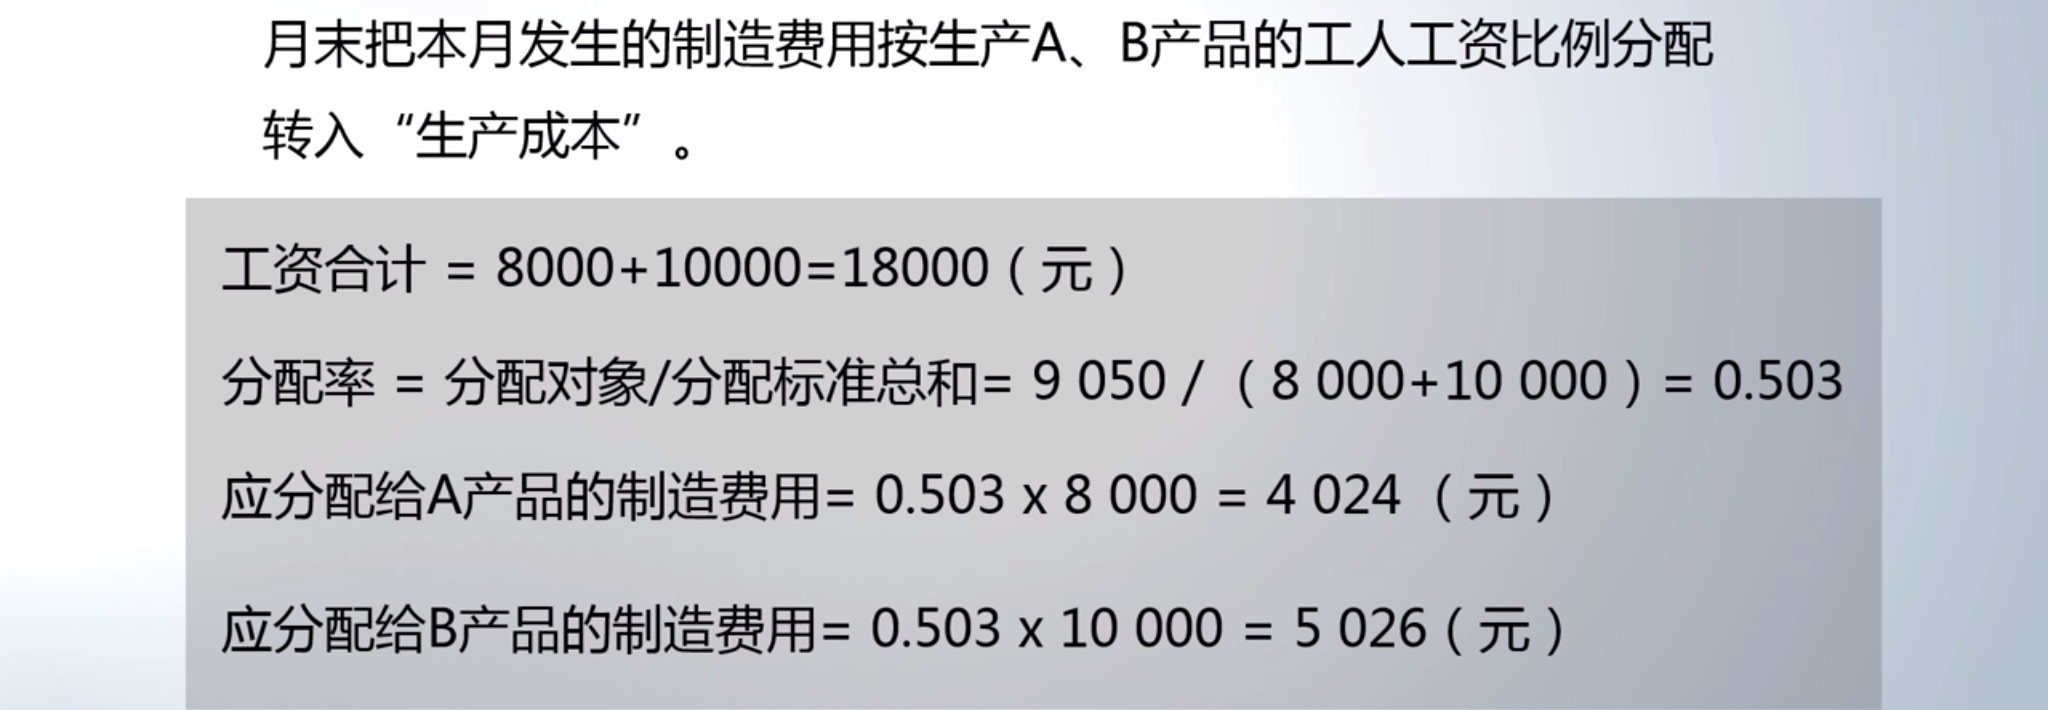 月末把本月发生的制造费用按生产A、B产品的工人工资比例分配
转入“生产成本”。
工资合计 = 8000+10000=18000（元）
分配率 = 分配对象/分配标准总和= 9 050 / （8 000+10 000）= 0.503
应分配给A产品的制造费用= 0.503 x 8 000 = 4 024 （元）
应分配给B产品的制造费用= 0.503 x 10 000 = 5 026（元）